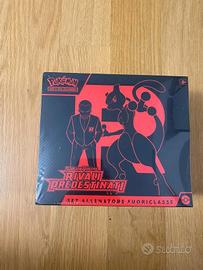 Pokémon
RIVALI
PREDESTINATI
SET ALLENATORE FUORICLASSE
subito